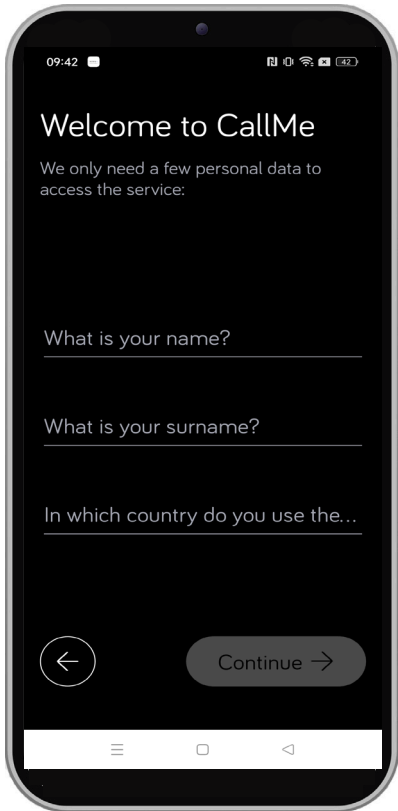 09:42
42
Welcome to CallMe
We only need a few personal data to
access the service:
What is your name?
What is your surname?
In which country do you use the...
Continue